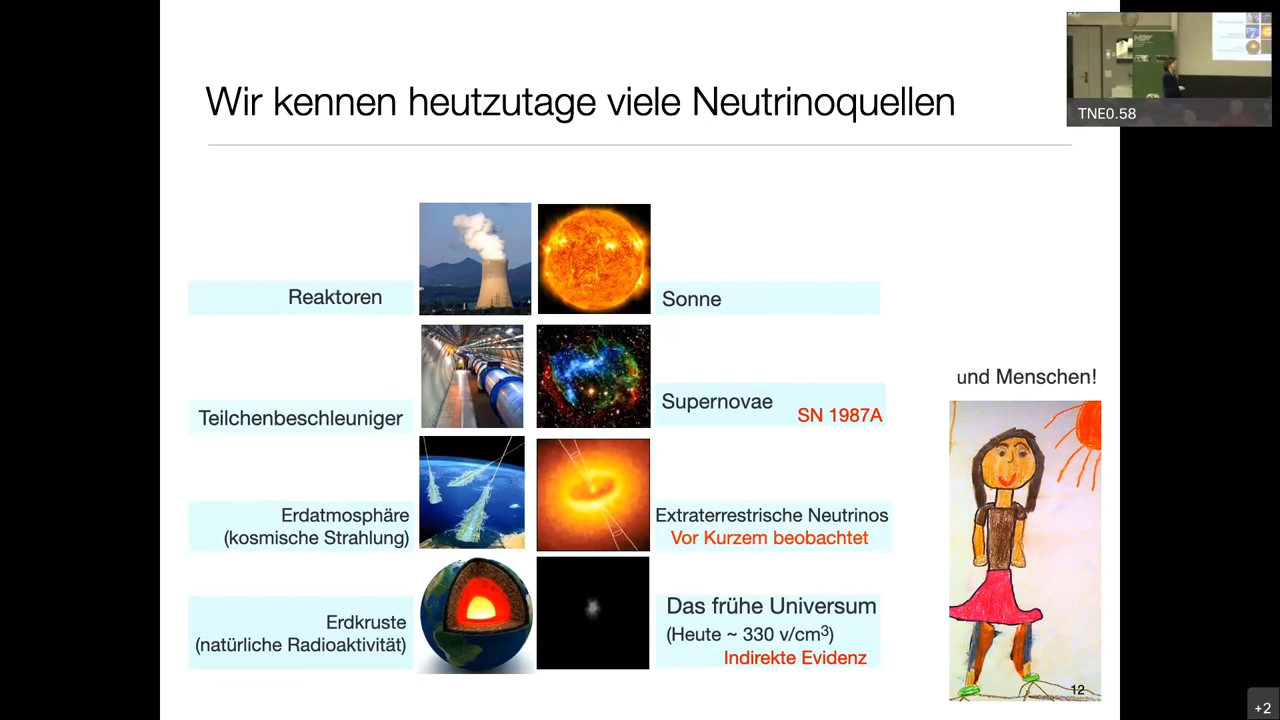 Wir kennen heutzutage viele Neutrinoquellen
TNE0.58
Reaktoren
Sonne
Teilchenbeschleuniger
Supernovae
SN 1987A
und Menschen!
Erdatmosphäre
(kosmische Strahlung)
Extraterrestrische Neutrinos
Vor Kurzem beobachtet
Erdkruste
(natürliche Radioaktivität)
Das frühe Universum
(Heute ~ 330 ν/cm³)
Indirekte Evidenz
12
+2